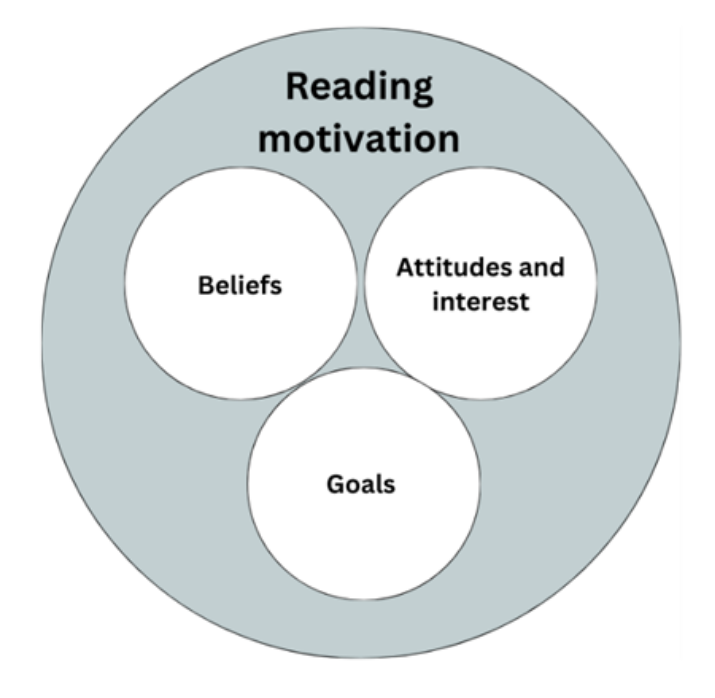 Reading
motivation
Beliefs
Attitudes and
interest
Goals